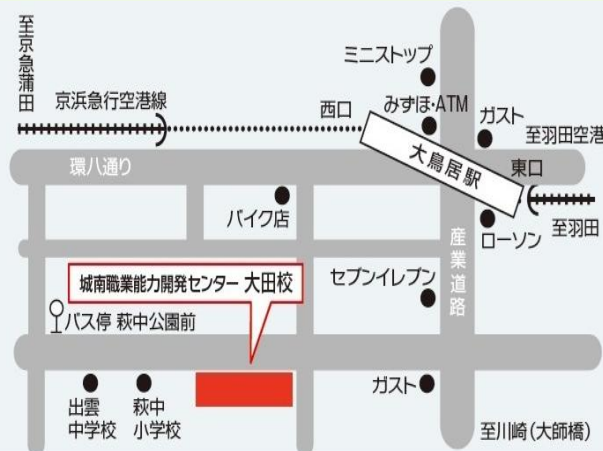 至京急蒲田
京浜急行空港線
西口
ミニストップ
みずほ・ATM
ガスト
至羽田空港
大鳥居駅
東口
環八通り
バイク店
至羽田
ローソン
産業道路
城南職業能力開発センター 大田校
セブンイレブン
バス停 萩中公園前
出雲
中学校
萩中
小学校
ガスト
至川崎(大師橋)